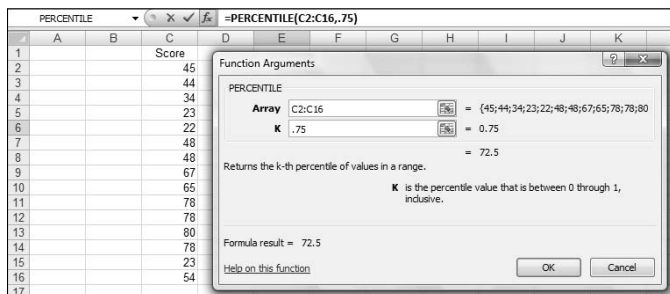 PERCENTILE =PERCENTILE(C2:C16,.75)
A B C D E F G H I J K
1 Score
2 45
3 44
4 34
5 23
6 22
7 48
8 48
9 67
10 65
11 78
12 78
13 80
14 78
15 23
16 54
17
Function Arguments
PERCENTILE
Array C2:C16 = {45;44;34;23;22;48;48;67;65;78;78;80
K .75 = 0.75
= 72.5
Returns the k-th percentile of values in a range.
K is the percentile value that is between 0 through 1,
inclusive.
Formula result = 72.5
Help on this function OK Cancel